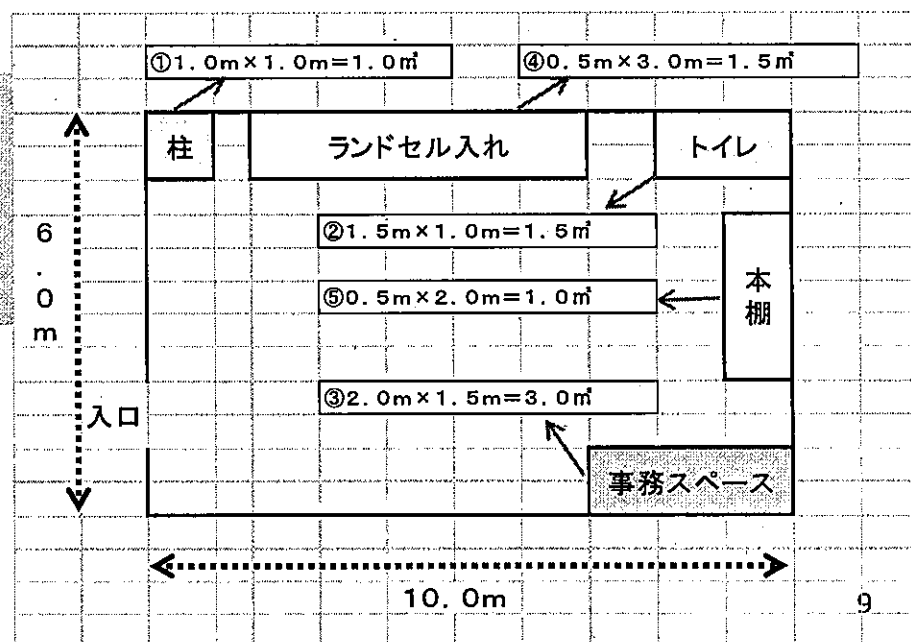 ①1.0m×1.0m=1.0㎡
④0.5m×3.0m=1.5㎡
柱
ランドセル入れ
トイレ
②1.5m×1.0m=1.5㎡
6.0m
⑤0.5m×2.0m=1.0㎡
本棚
③2.0m×1.5m=3.0㎡
入口
事務スペース
10.0m
9